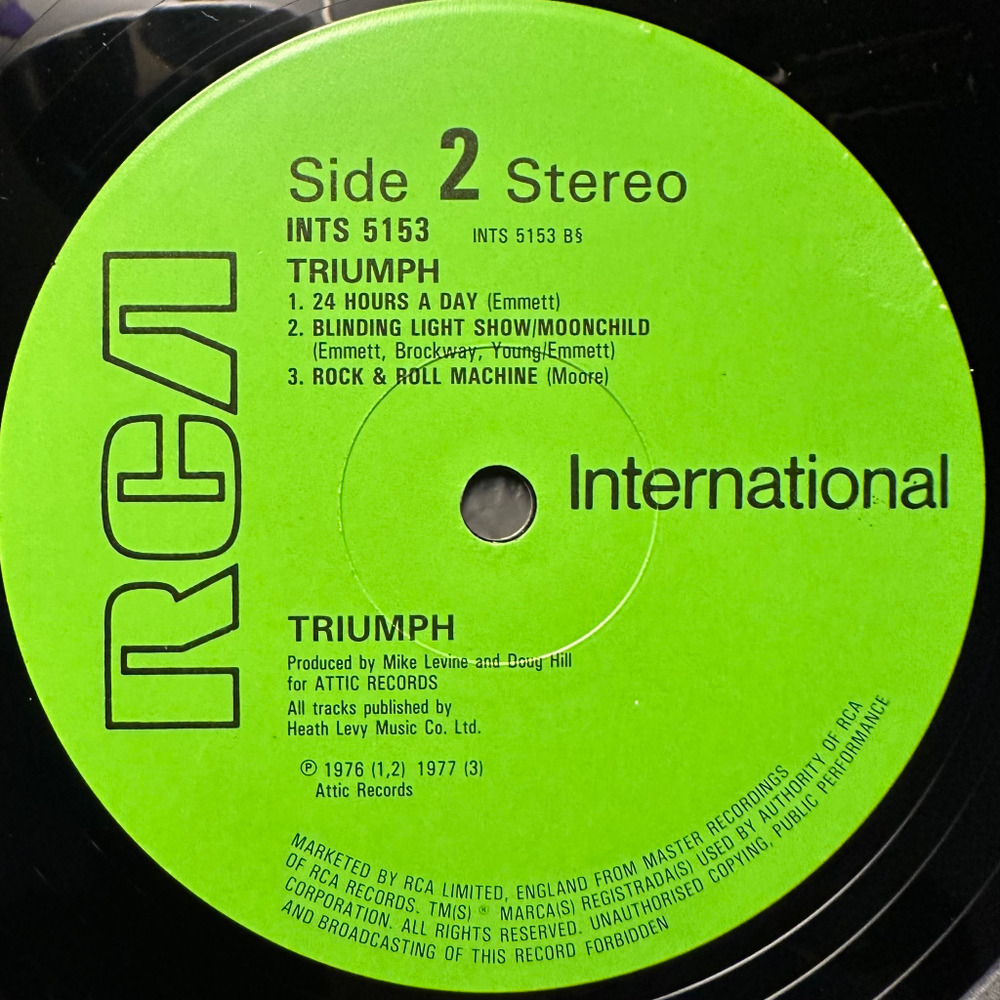 RCA
Side 2 Stereo
INTS 5153 INTS 5153 B§
TRIUMPH
1. 24 HOURS A DAY (Emmett)
2. BLINDING LIGHT SHOW/MOONCHILD
(Emmett, Brockway, Young/Emmett)
3. ROCK & ROLL MACHINE (Moore)
International
TRIUMPH
Produced by Mike Levine and Doug Hill
for ATTIC RECORDS
All tracks published by
Heath Levy Music Co. Ltd.
℗ 1976 (1,2) 1977 (3)
Attic Records
MARKETED BY RCA LIMITED, ENGLAND FROM MASTER RECORDINGS
OF RCA RECORDS. TM(S) ® MARCA(S) REGISTRADA(S) USED BY AUTHORITY OF RCA
CORPORATION. ALL RIGHTS RESERVED. UNAUTHORISED COPYING, PUBLIC PERFORMANCE
AND BROADCASTING OF THIS RECORD FORBIDDEN